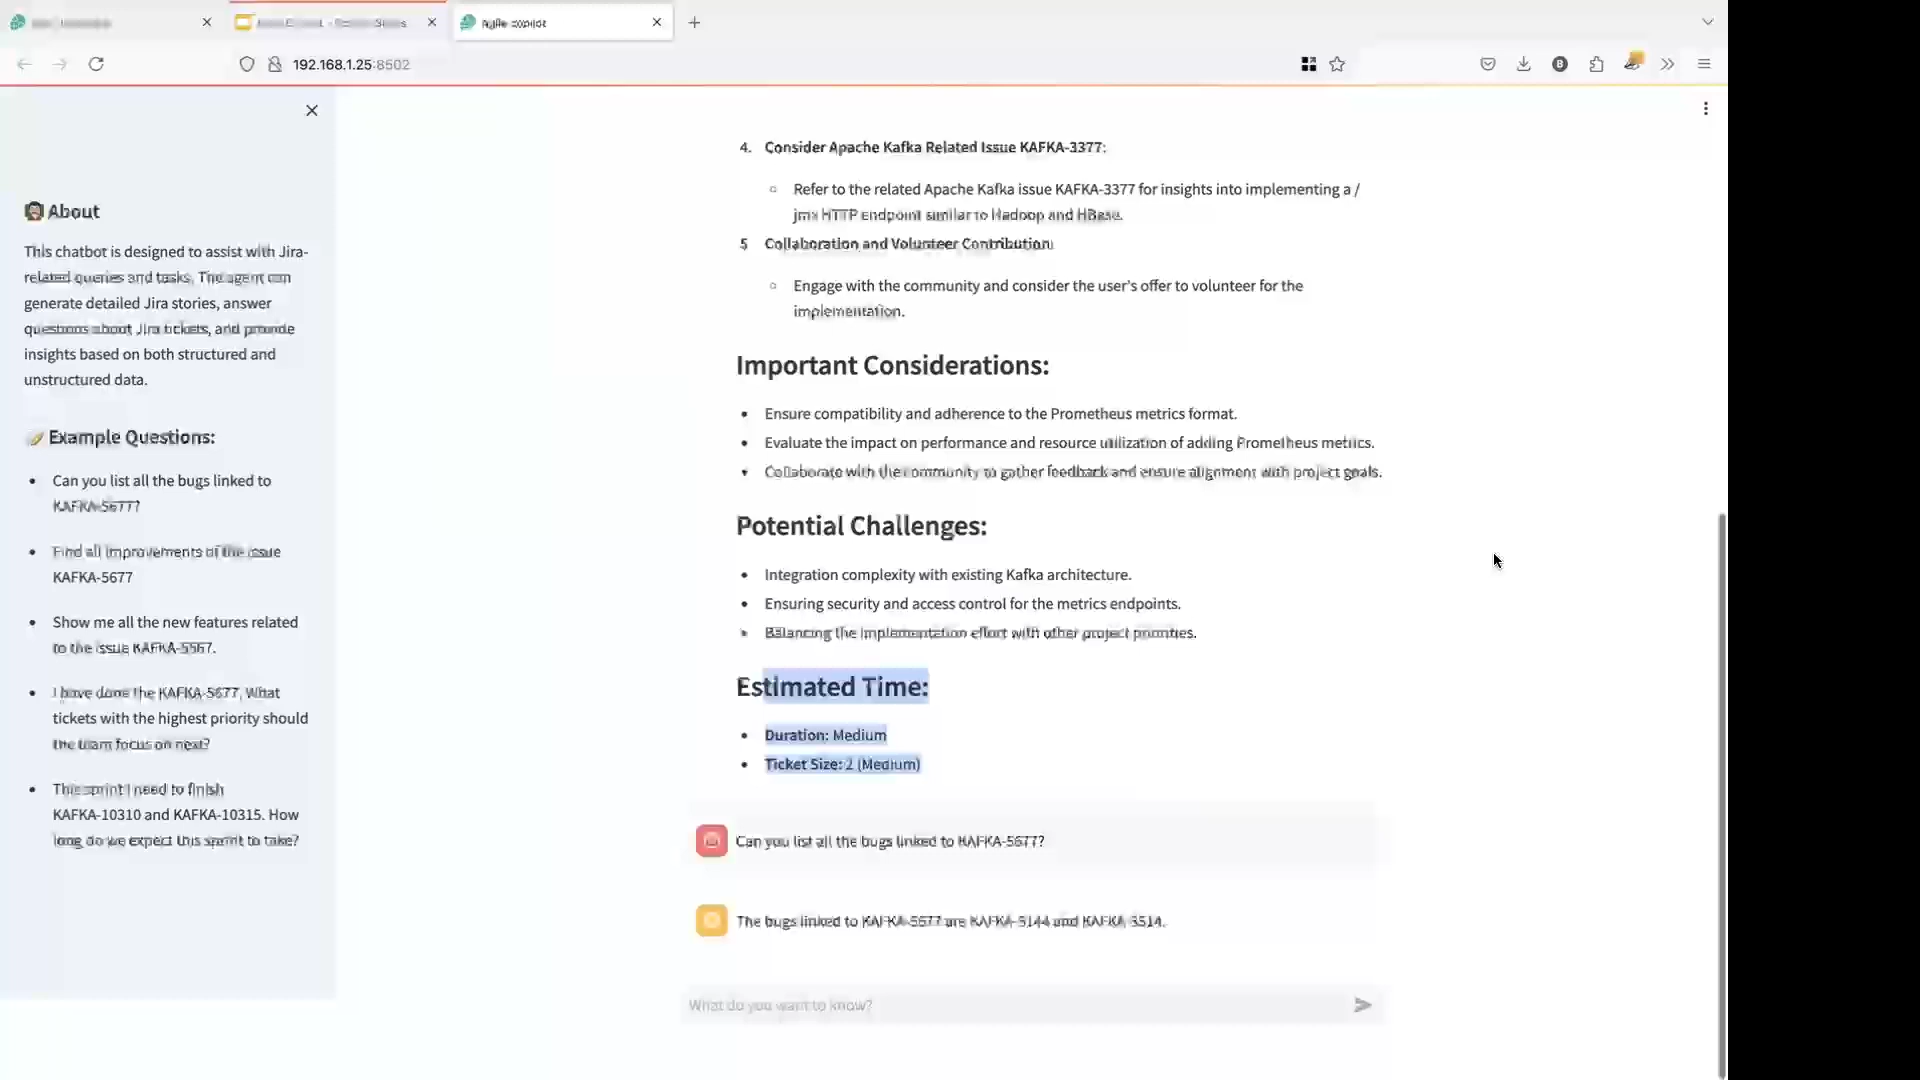 Agile copilot
192.168.1.25:8502
About
This chatbot is designed to assist with Jira-
related queries and tasks. The agent can
generate detailed Jira stories, answer
questions about Jira tickets, and provide
insights based on both structured and
unstructured data.
Example Questions:
Can you list all the bugs linked to
KAFKA-5677?
Find all improvements of the issue
KAFKA-5677
Show me all the new features related
to the issue KAFKA-5567.
I have done the KAFKA-5677, What
tickets with the highest priority should
the team focus on next?
This sprint I need to finish
KAFKA-10310 and KAFKA-10315. How
long do we expect this sprint to take?
4. Consider Apache Kafka Related Issue KAFKA-3377:
Refer to the related Apache Kafka issue KAFKA-3377 for insights into implementing a /
jmx HTTP endpoint similar to Hadoop and HBase.
5 Collaboration and Volunteer Contribution
Engage with the community and consider the user's offer to volunteer for the
implementation.
Important Considerations:
Ensure compatibility and adherence to the Prometheus metrics format.
Evaluate the impact on performance and resource utilization of adding Prometheus metrics.
Collaborate with the community to gather feedback and ensure alignment with project goals.
Potential Challenges:
Integration complexity with existing Kafka architecture.
Ensuring security and access control for the metrics endpoints.
Balancing the implementation effort with other project priorities.
Estimated Time:
Duration: Medium
Ticket Size: 2 (Medium)
Can you list all the bugs linked to KAFKA-5677?
The bugs linked to KAFKA-5677 are and
What do you want to know?